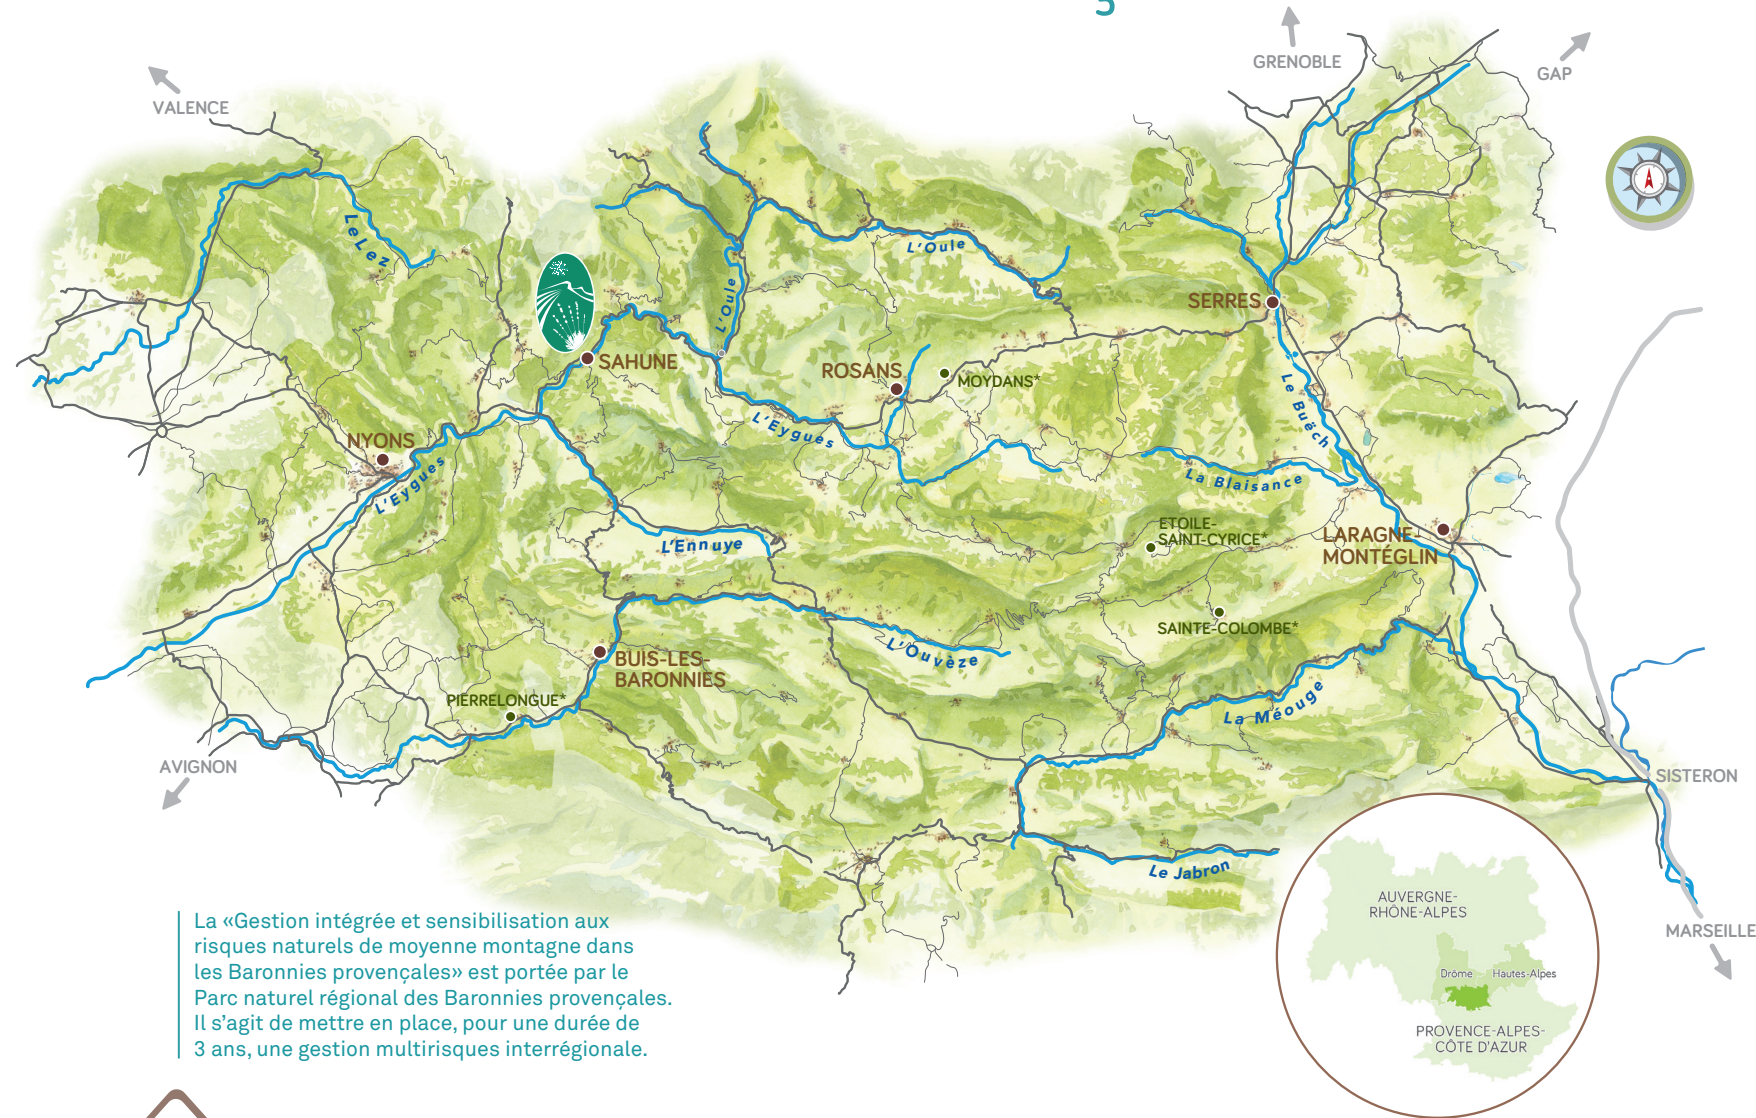 5
GRENOBLE
GAP
VALENCE
Le Lez
L'Oule
L'Oule
SERRES
SAHUNE
ROSANS
MOYDANS*
Le Buëch
L'Eygues
NYONS
L'Eygues
La Blaisance
ETOILE-
SAINT-CYRICE*
LARAGNE-
MONTÉGLIN
L'Ennuye
SAINTE-COLOMBE*
L'Ouvèze
BUIS-LES-
BARONNIES
PIERRELONGUE*
La Méouge
AVIGNON
SISTERON
Le Jabron
MARSEILLE
AUVERGNE-
RHÔNE-ALPES
Drôme
Hautes-Alpes
PROVENCE-ALPES-
CÔTE D'AZUR
La «Gestion intégrée et sensibilisation aux
risques naturels de moyenne montagne dans
les Baronnies provençales» est portée par le
Parc naturel régional des Baronnies provençales.
Il s'agit de mettre en place, pour une durée de
3 ans, une gestion multirisques interrégionale.